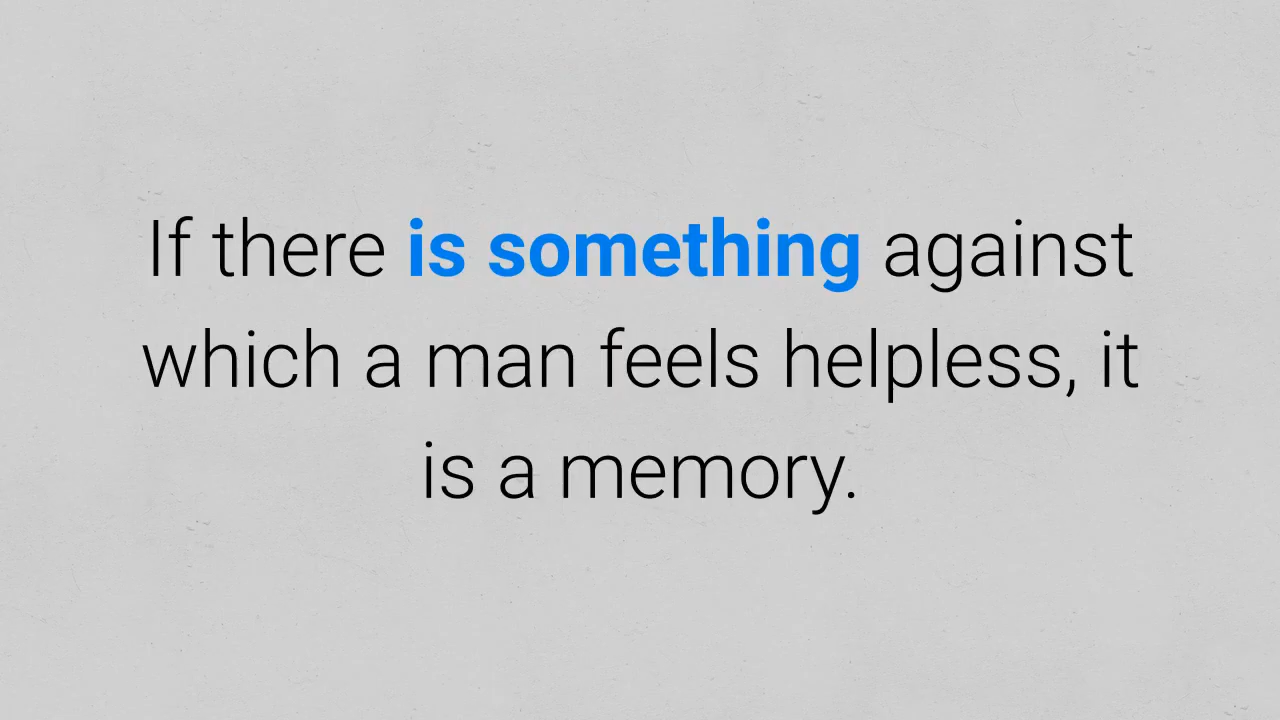 If there is something against
which a man feels helpless, it
is a memory.